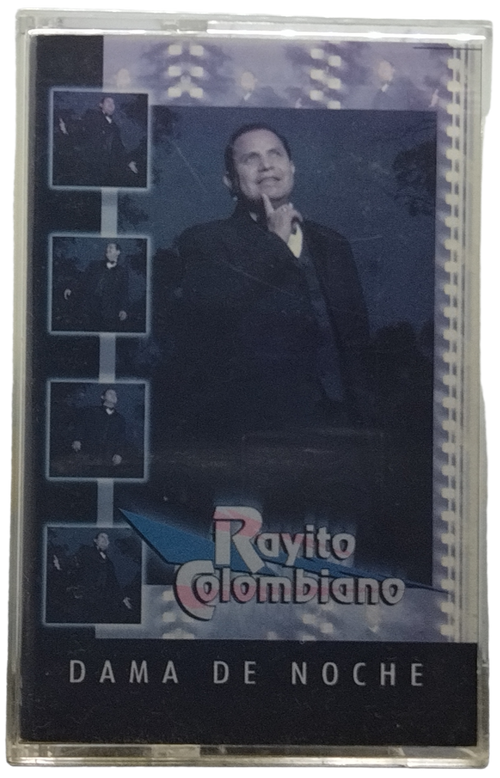 Rayito
Colombiano
DAMA DE NOCHE